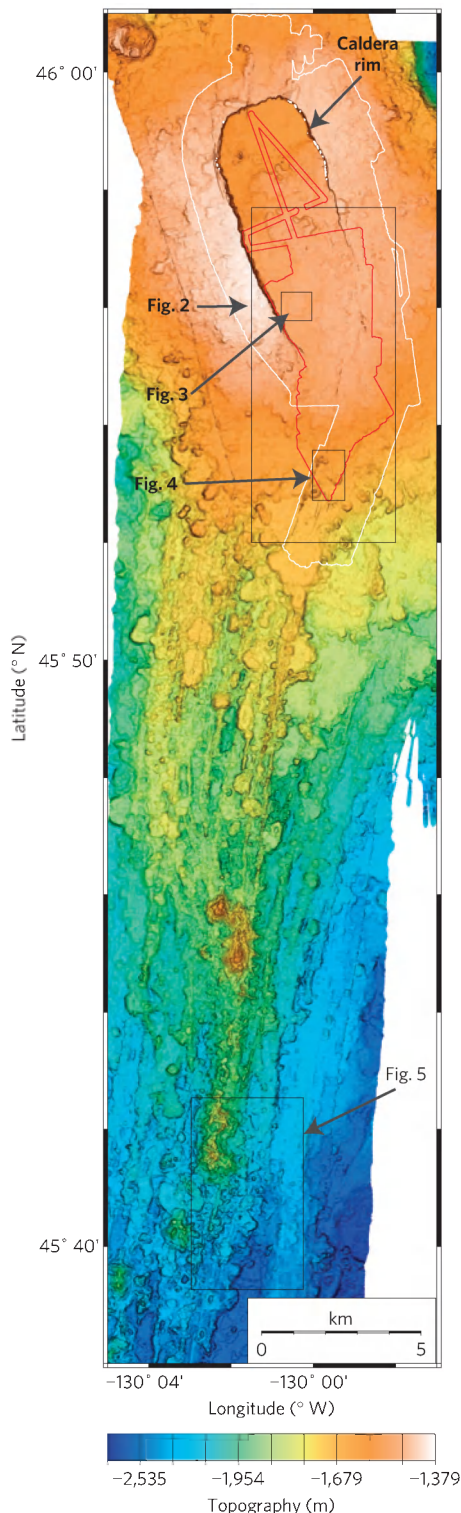 46° 00'
Caldera
rim
Fig. 2
Fig. 3
Fig. 4
Latitude (° N)
45° 50'
Fig. 5
45° 40'
km
0 5
−130° 04' −130° 00'
Longitude (° W)
−2,535 −1,954 −1,679 −1,379
Topography (m)